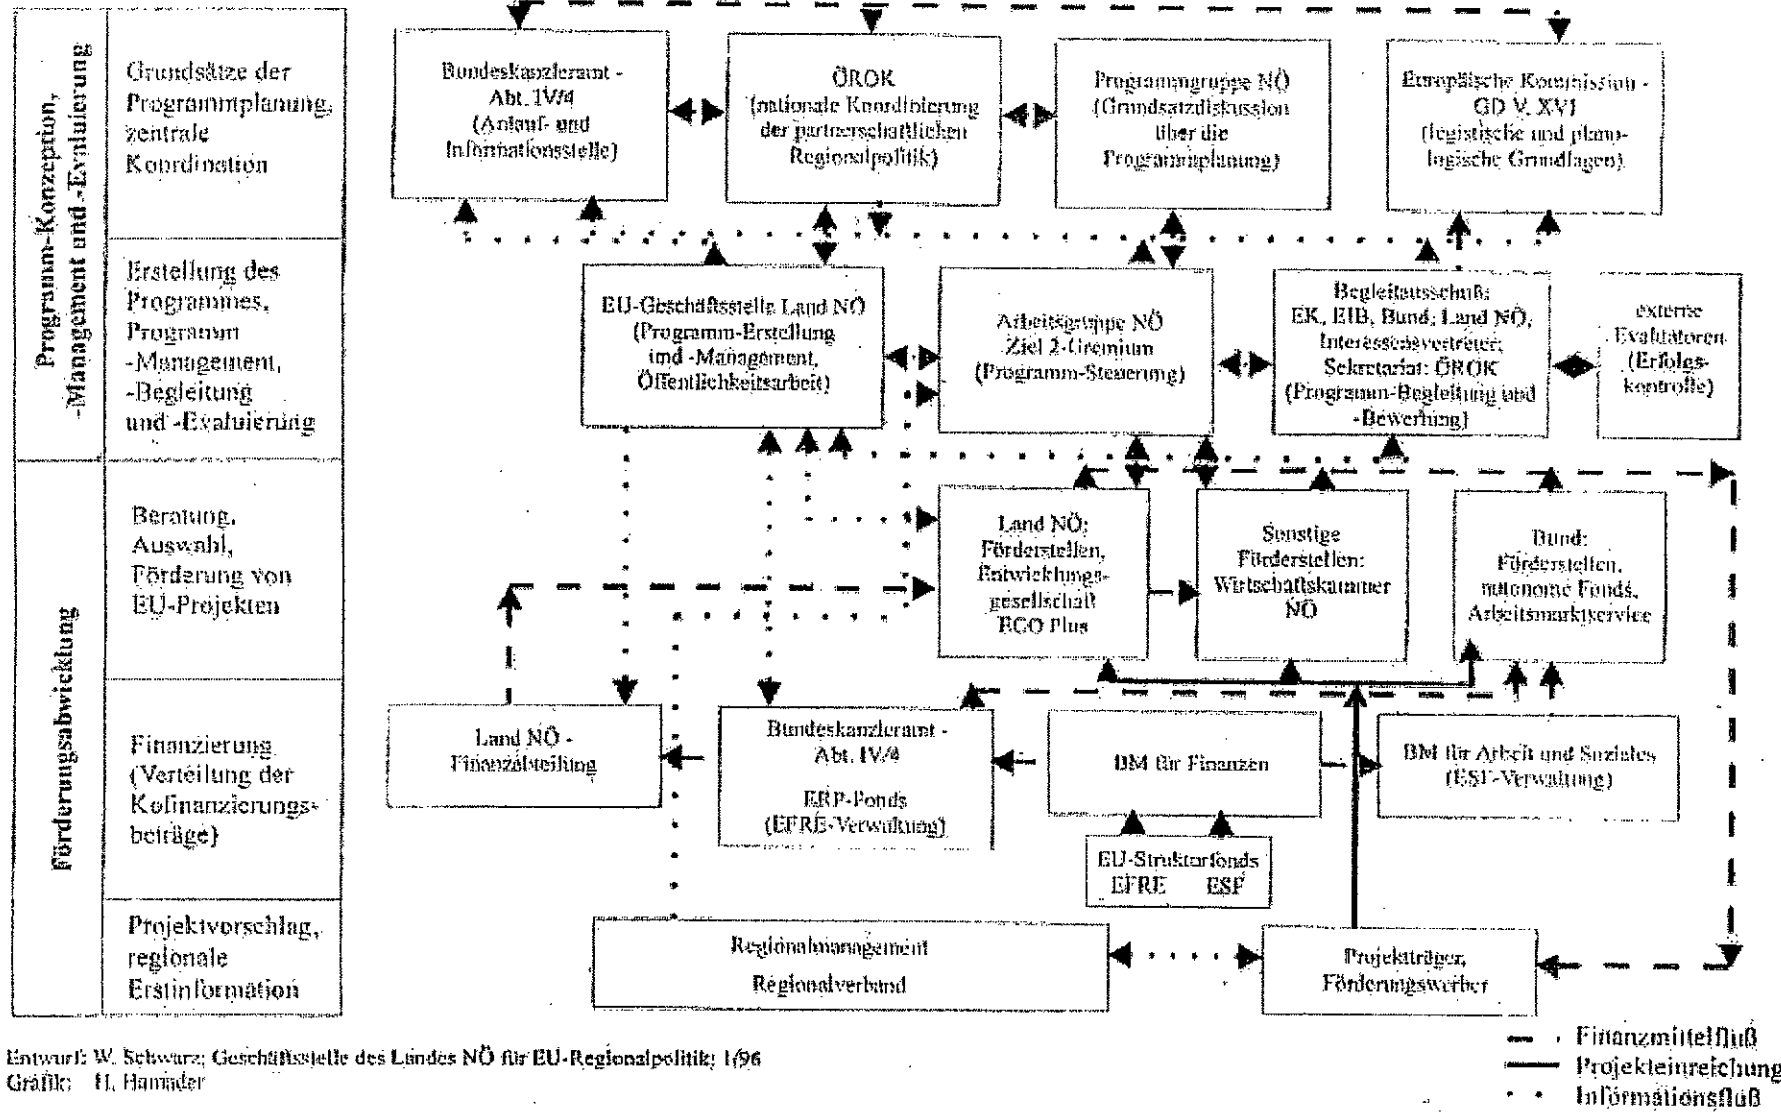 Programm-Konzeption,
-Management und -Evaluierung
Grundsätze der
Programmplanung,
zentrale
Koordination
Bundeskanzleramt -
Abt. IV/4
(Anlauf- und
Informationsstelle)
ÖROK
(nationale Koordinierung
der partnerschaftlichen
Regionalpolitik)
Programmgruppe NÖ
(Grundsatzdiskussion
über die
Programmplanung)
Europäische Kommission -
GD V, XVI
(legistische und plano-
logische Grundlagen)
Erstellung des
Programmes,
Programm
-Management,
-Begleitung
und -Evaluierung
EU-Geschäftsstelle Land NÖ
(Programm-Erstellung
und -Management,
Öffentlichkeitsarbeit)
Arbeitsgruppe NÖ
Ziel 2-Gremium
(Programm-Steuerung)
Begleitausschuß:
EK, EIB, Bund, Land NÖ,
Interessensvertreter;
Sekretariat: ÖROK
(Programm-Begleitung und
-Bewertung)
externe
Evaluatoren
(Erfolgs-
kontrolle)
Förderungsabwicklung
Beratung,
Auswahl,
Förderung von
EU-Projekten
Land NÖ:
Förderstellen,
Entwicklungs-
gesellschaft
ECO Plus
Sonstige
Förderstellen:
Wirtschaftskammer
NÖ
Bund:
Förderstellen,
autonome Fonds,
Arbeitsmarktservice
Finanzierung
(Verteilung der
Kofinanzierungs-
beiträge)
Land NÖ -
Finanzabteilung
Bundeskanzleramt -
Abt. IV/4
ERP-Fonds
(EFRE-Verwaltung)
BM für Finanzen
BM für Arbeit und Soziales
(ESF-Verwaltung)
EU-Strukturfonds
EFRE ESF
Projektvorschlag,
regionale
Erstinformation
Regionalmanagement
Regionalverband
Projektträger,
Förderungswerber
Entwurf: W. Schwarz; Geschäftsstelle des Landes NÖ für EU-Regionalpolitik; 1/96
Grafik: H. Hamader
Finanzmittelfluß
Projekteinreichung
Informationsfluß